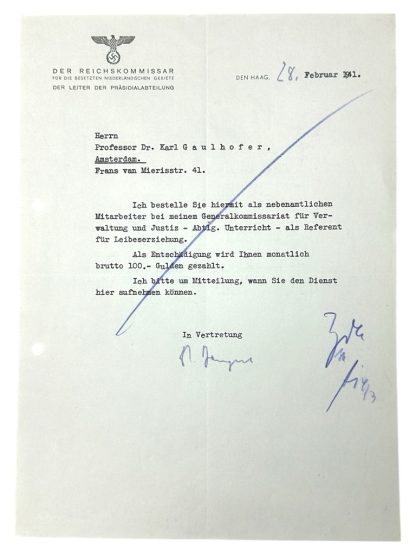 DER REICHSKOMMISSAR
FÜR DIE BESETZTEN NIEDERLÄNDISCHEN GEBIETE
DER LEITER DER PRÄSIDIALABTEILUNG
DEN HAAG, 28. Februar 1941.
Herrn
Professor Dr. Karl G a u l h o f e r ,
Amsterdam.
Frans van Mierisstr. 41.
Ich bestelle Sie hiermit als nebenamtlichen
Mitarbeiter bei meinem Generalkommissariat für Ver-
waltung und Justiz - Abtlg. Unterricht - als Referent
für Leibeserziehung.
Als Entschädigung wird Ihnen monatlich
brutto 100.- Gulden gezahlt.
Ich bitte um Mitteilung, wann Sie den Dienst
hier aufnehmen können.
In Vertretung